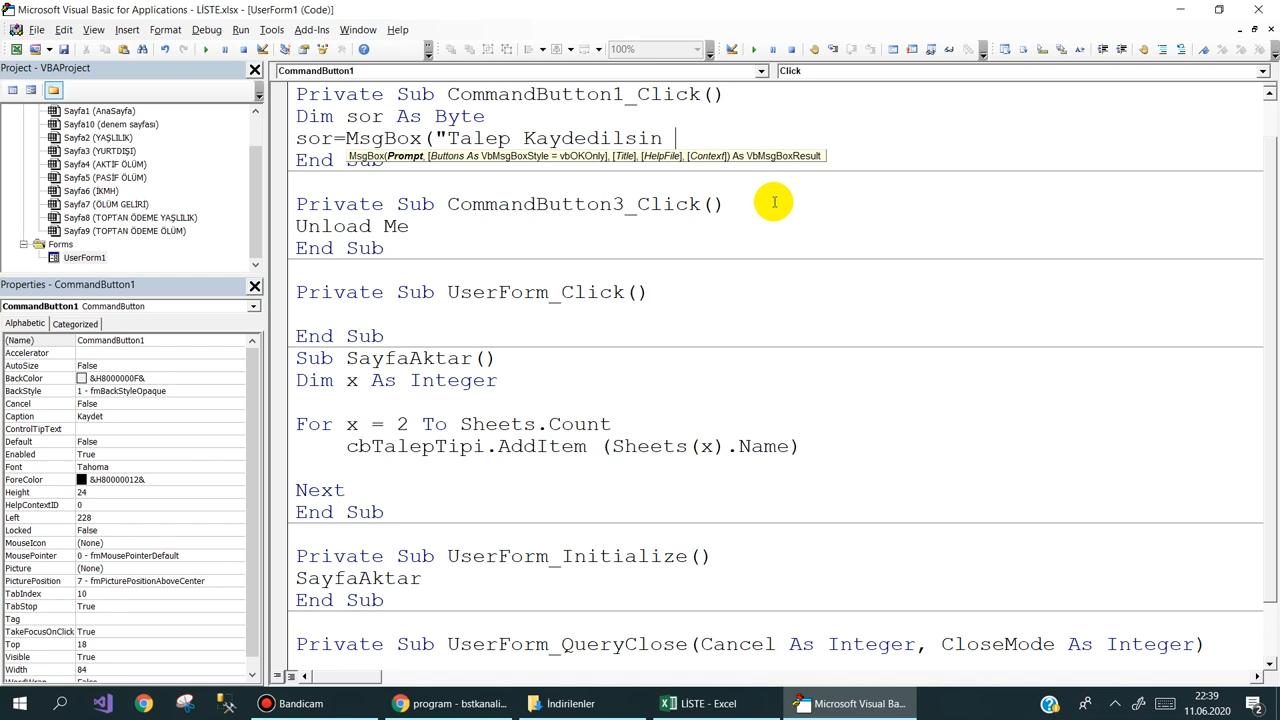 Microsoft Visual Basic for Applications - LİSTE.xlsx - [UserForm1 (Code)]
File Edit View Insert Format Debug Run Tools Add-Ins Window Help
100%
Project - VBAProject
CommandButton1 Click
Sayfa1 (AnaSayfa)
Sayfa10 (denem sayfası)
Sayfa2 (YAŞLILIK)
Sayfa3 (YURTDIŞI)
Sayfa4 (AKTİF ÖLÜM)
Sayfa5 (PASİF ÖLÜM)
Sayfa6 (İKMH)
Sayfa7 (ÖLÜM GELİRİ)
Sayfa8 (TOPTAN ÖDEME YAŞLILIK)
Sayfa9 (TOPTAN ÖDEME ÖLÜM)
Forms
UserForm1
Properties - CommandButton1
CommandButton1 CommandButton
Alphabetic Categorized
(Name) CommandButton1
Accelerator
AutoSize False
BackColor &H8000000F&
BackStyle 1 - fmBackStyleOpaque
Cancel False
Caption Kaydet
ControlTipText
Default False
Enabled True
Font Tahoma
ForeColor &H80000012&
Height 24
HelpContextID 0
Left 228
Locked False
MouseIcon (None)
MousePointer 0 - fmMousePointerDefault
Picture (None)
PicturePosition 7 - fmPicturePositionAboveCenter
TabIndex 10
TabStop True
Tag
TakeFocusOnClick True
Top 18
Visible True
Width 84
WordWrap False
Private Sub CommandButton1_Click()
Dim sor As Byte
sor=MsgBox("Talep Kaydedilsin
MsgBox(Prompt, [Buttons As VbMsgBoxStyle = vbOKOnly], [Title], [HelpFile], [Context]) As VbMsgBoxResult
End Sub
Private Sub CommandButton3_Click()
Unload Me
End Sub
Private Sub UserForm_Click()
End Sub
Sub SayfaAktar()
Dim x As Integer
For x = 2 To Sheets.Count
cbTalepTipi.AddItem (Sheets(x).Name)
Next
End Sub
Private Sub UserForm_Initialize()
SayfaAktar
End Sub
Private Sub UserForm_QueryClose(Cancel As Integer, CloseMode As Integer)
Bandicam
program - bstkanali...
İndirilenler
LİSTE - Excel
Microsoft Visual Ba...
22:39
11.06.2020
2